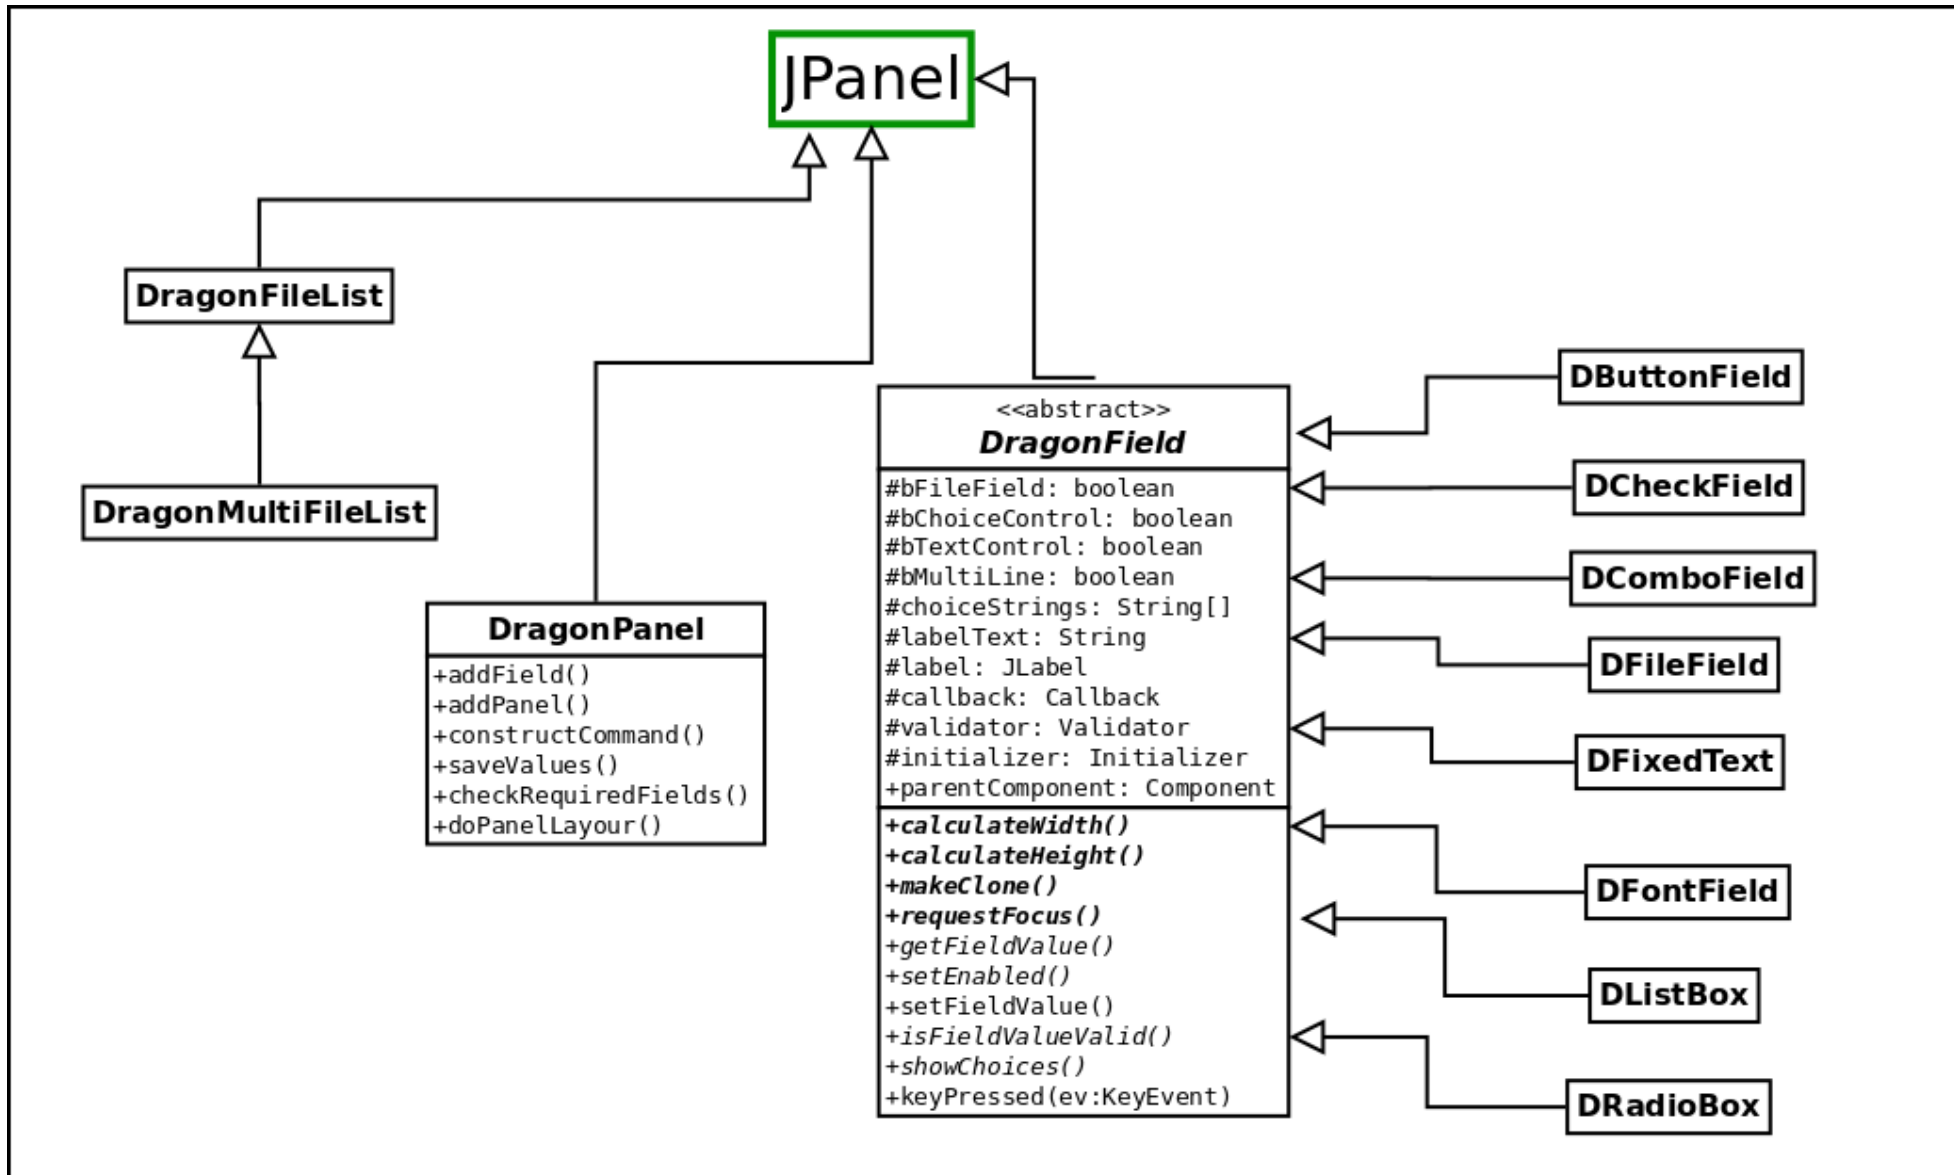 JPanel
DragonFileList
DragonMultiFileList
DragonPanel
+addField()
+addPanel()
+constructCommand()
+saveValues()
+checkRequiredFields()
+doPanelLayour()
<<abstract>>
DragonField
#bFileField: boolean
#bChoiceControl: boolean
#bTextControl: boolean
#bMultiLine: boolean
#choiceStrings: String[]
#labelText: String
#label: JLabel
#callback: Callback
#validator: Validator
#initializer: Initializer
+parentComponent: Component
+calculateWidth()
+calculateHeight()
+makeClone()
+requestFocus()
+getFieldValue()
+setEnabled()
+setFieldValue()
+isFieldValueValid()
+showChoices()
+keyPressed(ev:KeyEvent)
DButtonField
DCheckField
DComboField
DFileField
DFixedText
DFontField
DListBox
DRadioBox